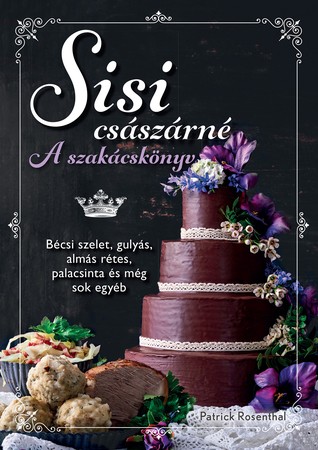 Sisi
császárné
A szakácskönyv
Bécsi szelet, gulyás,
almás rétes,
palacsinta és még
sok egyéb
Patrick Rosenthal